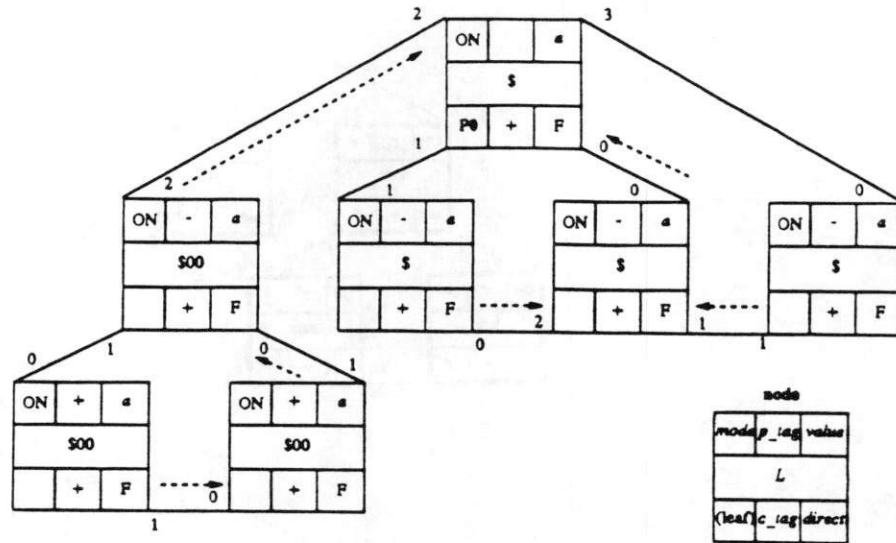 2 3
ON a
$
P0 + F
1 0
2 1 0 0
ON - a ON - a ON - a ON - a
$00 $ $ $
+ F + F + F + F
0 1 0 1 0 2 1 1
ON + a ON + a
$00 $00
+ F + F
1 0
node
mode p_tag value
L
(leaf) c_tag direct